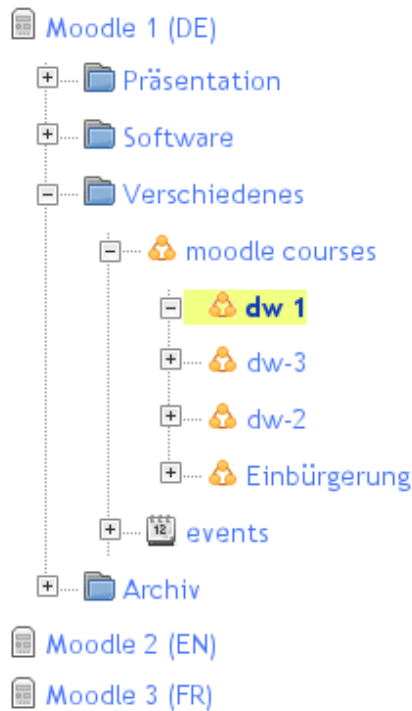 Moodle 1 (DE)
Präsentation
Software
Verschiedenes
moodle courses
dw 1
dw-3
dw-2
Einbürgerung
12 events
Archiv
Moodle 2 (EN)
Moodle 3 (FR)